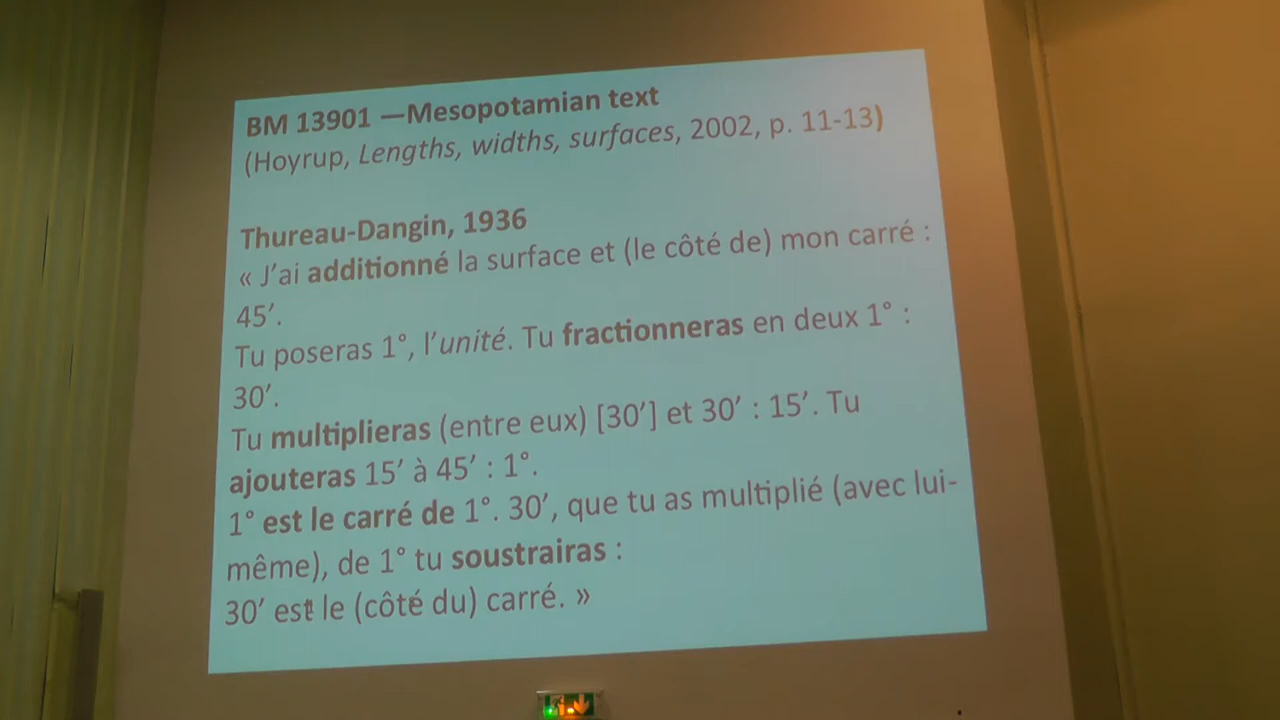 BM 13901 —Mesopotamian text
(Hoyrup, Lengths, widths, surfaces, 2002, p. 11-13)
Thureau-Dangin, 1936
« J’ai additionné la surface et (le côté de) mon carré :
45’.
Tu poseras 1°, l’unité. Tu fractionneras en deux 1° :
30’.
Tu multiplieras (entre eux) [30’] et 30’ : 15’. Tu
ajouteras 15’ à 45’ : 1°.
1° est le carré de 1°. 30’, que tu as multiplié (avec lui-
même), de 1° tu soustrairas :
30’ est le (côté du) carré. »